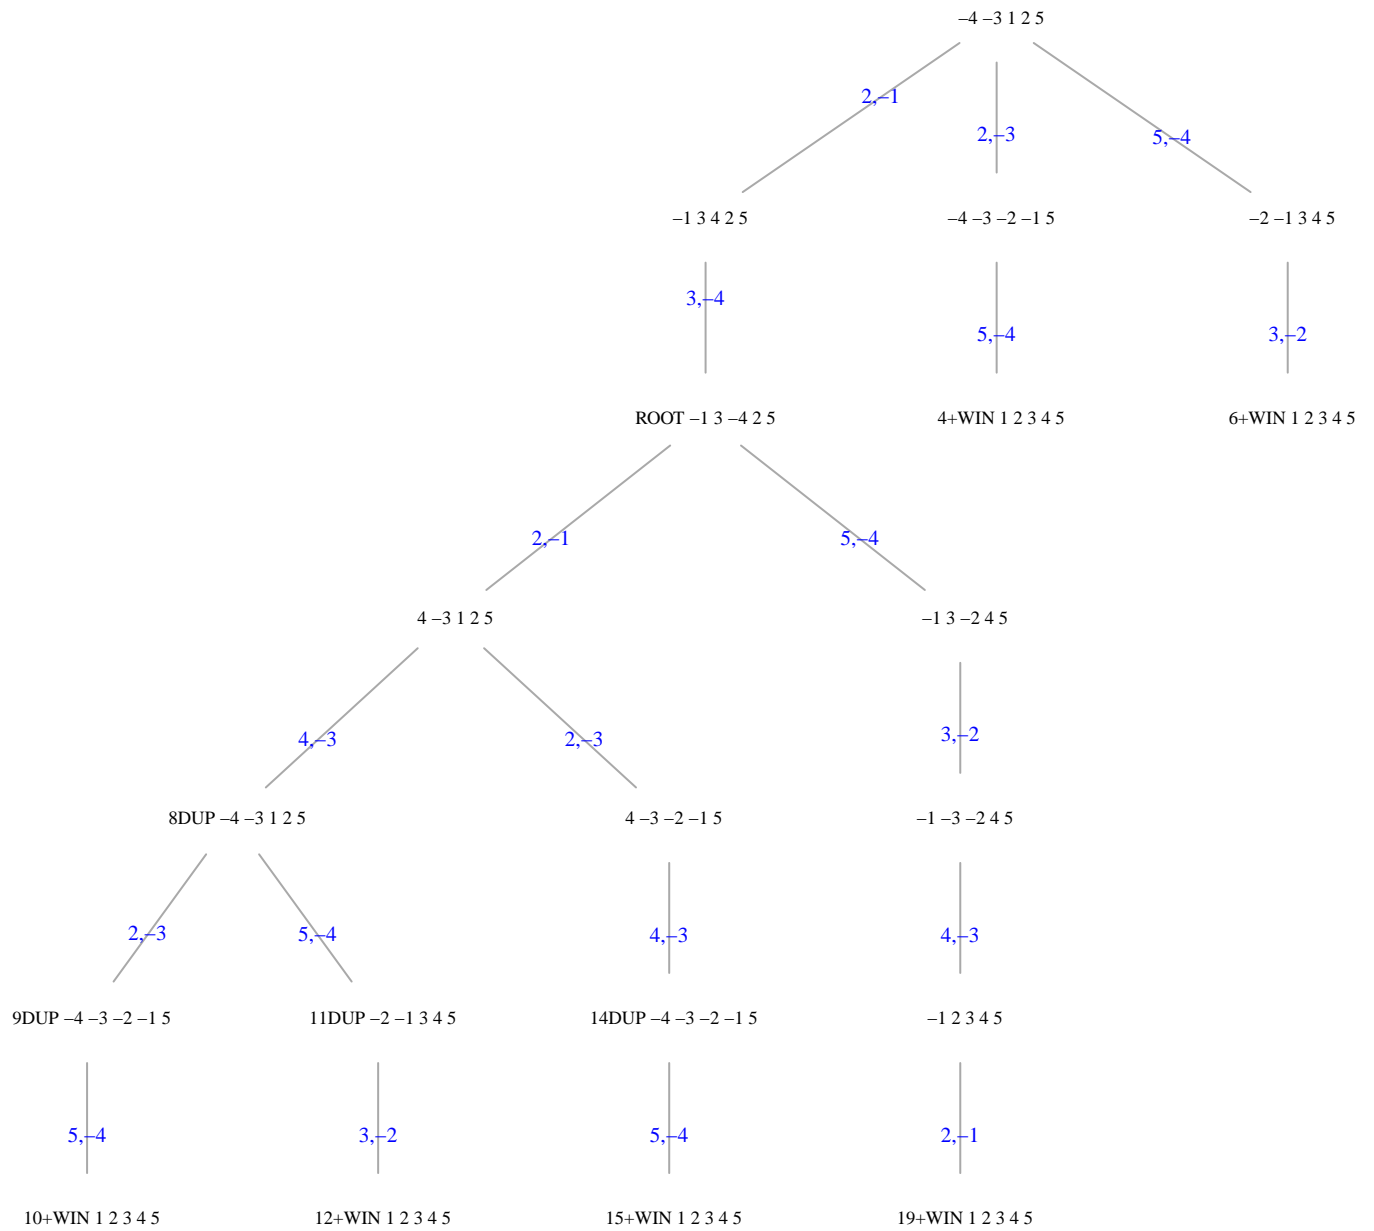 –4 –3 1 2 5
2,–1
2,–3
5,–4
–1 3 4 2 5
–4 –3 –2 –1 5
–2 –1 3 4 5
3,–4
5,–4
3,–2
ROOT –1 3 –4 2 5
4+WIN 1 2 3 4 5
6+WIN 1 2 3 4 5
2,–1
5,–4
4 –3 1 2 5
–1 3 –2 4 5
4,–3
2,–3
3,–2
8DUP –4 –3 1 2 5
4 –3 –2 –1 5
–1 –3 –2 4 5
2,–3
5,–4
4,–3
4,–3
9DUP –4 –3 –2 –1 5
11DUP –2 –1 3 4 5
14DUP –4 –3 –2 –1 5
–1 2 3 4 5
5,–4
3,–2
5,–4
2,–1
10+WIN 1 2 3 4 5
12+WIN 1 2 3 4 5
15+WIN 1 2 3 4 5
19+WIN 1 2 3 4 5